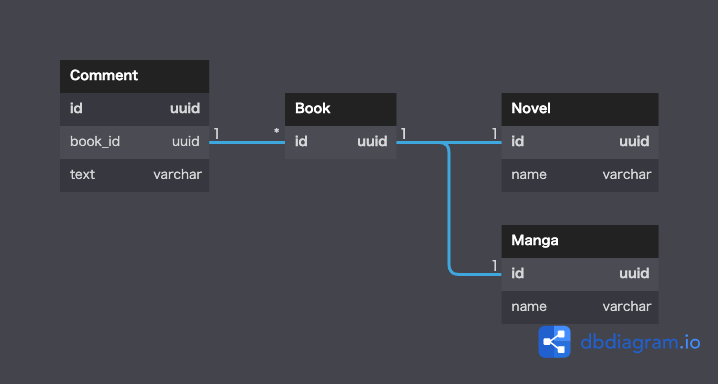 Comment
id uuid
book_id uuid
text varchar
1 *
Book
id uuid
1 1
Novel
id uuid
name varchar
1
Manga
id uuid
name varchar
dbdiagram.io